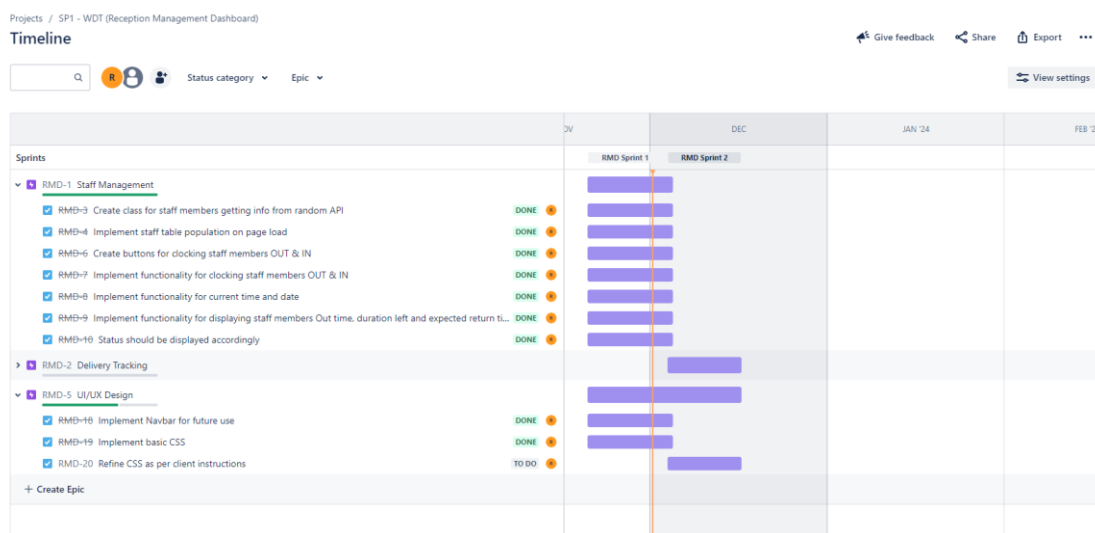 Projects / SP1 - WDT (Reception Management Dashboard)
Timeline
Give feedback Share Export
R Status category Epic View settings
OV DEC JAN '24 FEB '2
Sprints RMD Sprint 1 RMD Sprint 2
RMD-1 Staff Management
RMD-3 Create class for staff members getting info from random API DONE R
RMD-4 Implement staff table population on page load DONE R
RMD-6 Create buttons for clocking staff members OUT & IN DONE R
RMD-7 Implement functionality for clocking staff members OUT & IN DONE R
RMD-8 Implement functionality for current time and date DONE R
RMD-9 Implement functionality for displaying staff members Out time, duration left and expected return ti... DONE R
RMD-10 Status should be displayed accordingly DONE R
RMD-2 Delivery Tracking
RMD-5 UI/UX Design
RMD-18 Implement Navbar for future use DONE R
RMD-19 Implement basic CSS DONE R
RMD-20 Refine CSS as per client instructions TO DO R
+ Create Epic